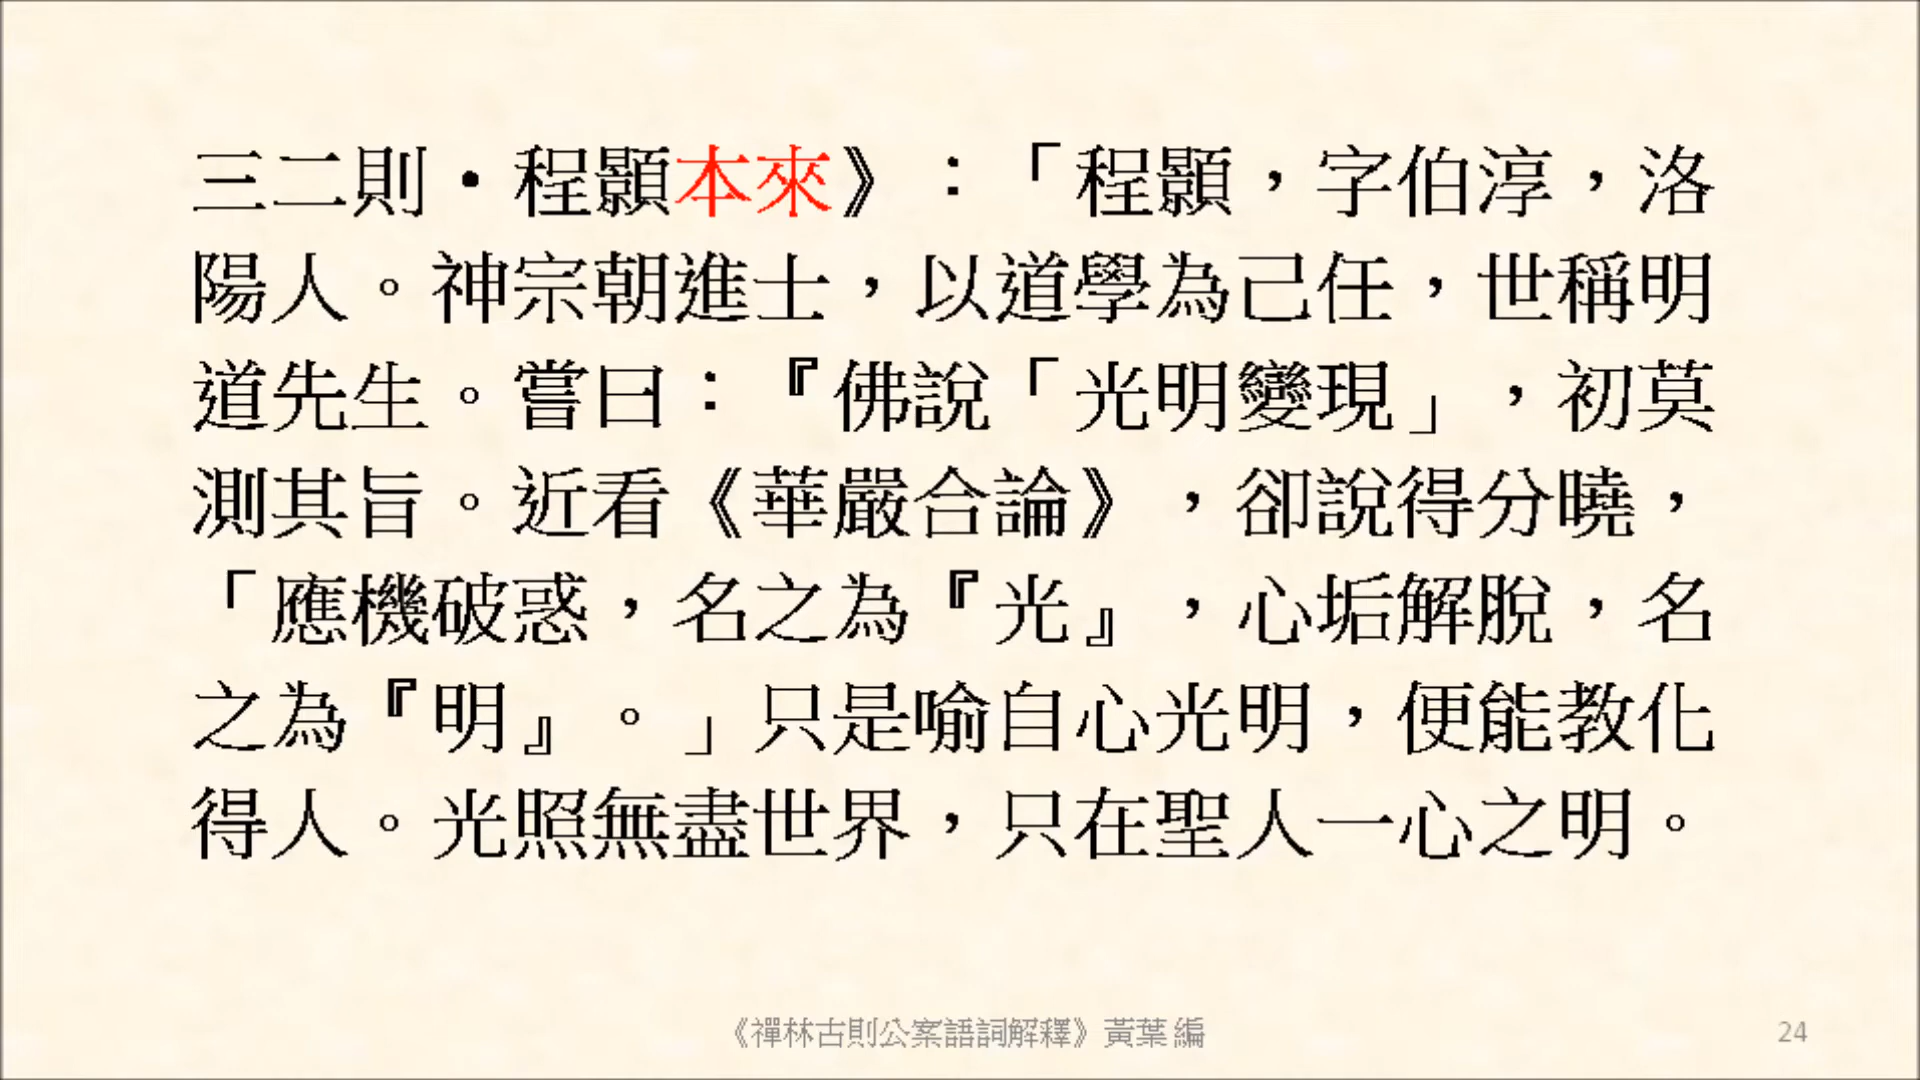 三二則‧程顥本來》：「程顥，字伯淳，洛
陽人。神宗朝進士，以道學為己任，世稱明
道先生。嘗曰：『佛說「光明變現」，初莫
測其旨。近看《華嚴合論》，卻說得分曉，
「應機破惑，名之為『光』，心垢解脫，名
之為『明』。」只是喻自心光明，便能教化
得人。光照無盡世界，只在聖人一心之明。
《禪林古則公案語詞解釋》黃葉 編
24